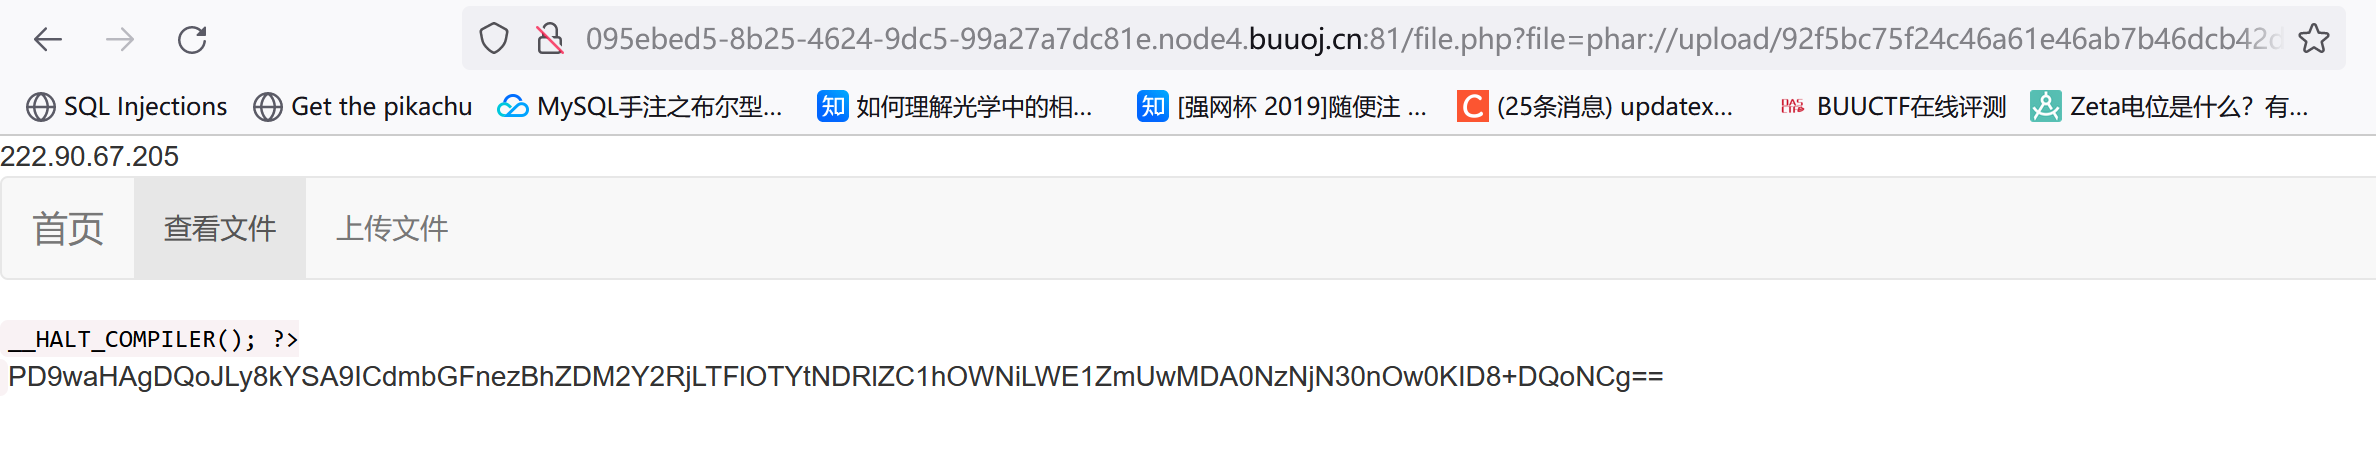 095ebed5-8b25-4624-9dc5-99a27a7dc81e.node4.buuoj.cn:81/file.php?file=phar://upload/92f5bc75f24c46a61e46ab7b46dcb42d
SQL Injections Get the pikachu MySQL手注之布尔型... 如何理解光学中的相... [强网杯 2019]随便注 ... (25条消息) updatex... BUUCTF在线评测 Zeta电位是什么？有...
222.90.67.205
首页 查看文件 上传文件
__HALT_COMPILER(); ?>
PD9waHAgDQoJLy8kYSA9ICdmbGFnezBhZDM2Y2RjLTFlOTYtNDRlZC1hOWNiLWE1ZmUwMDA0NzNjN30nOw0KID8+DQoNCg==